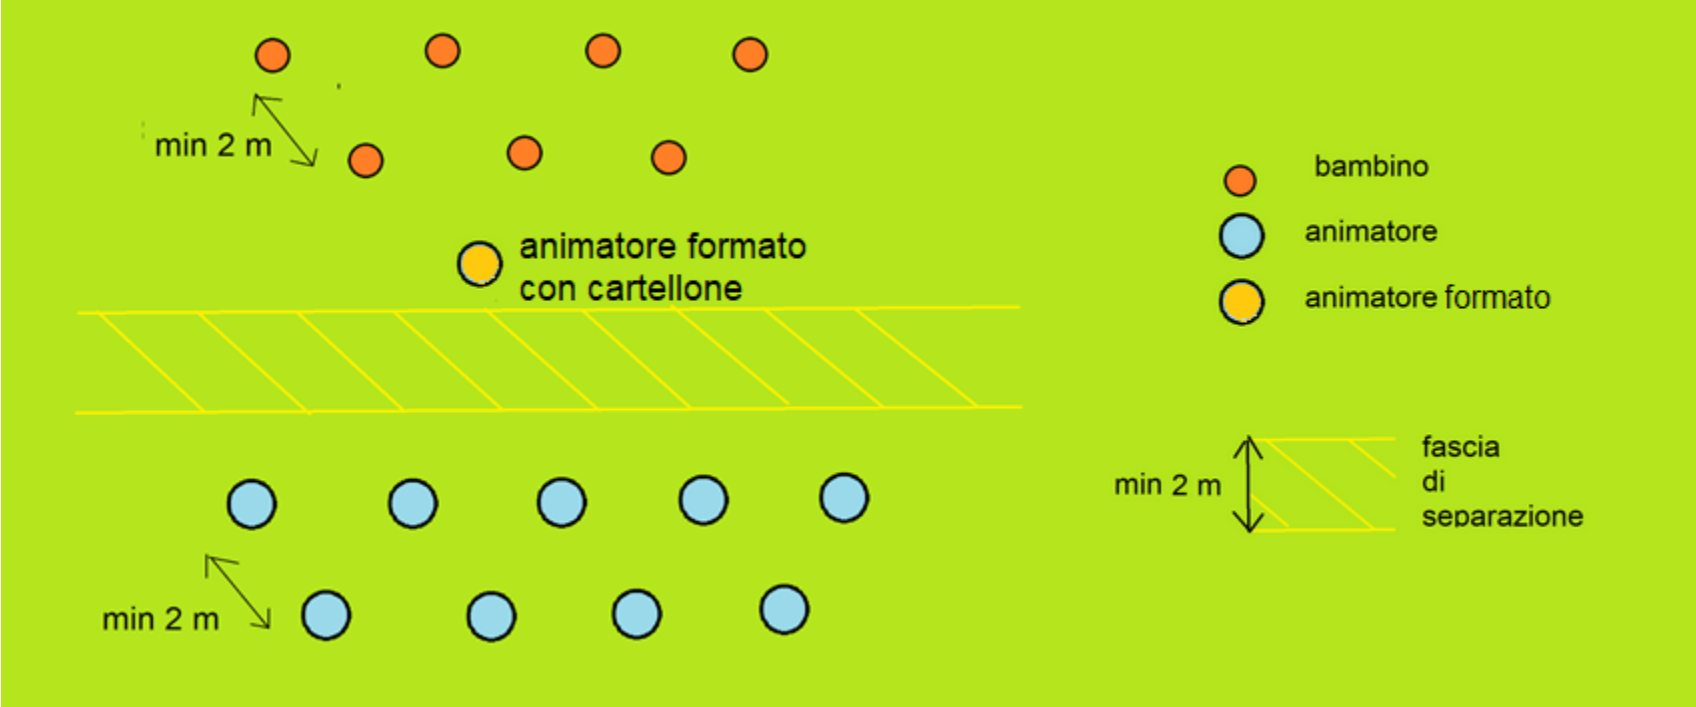 min 2 m
animatore formato
con cartellone
min 2 m
bambino
animatore
animatore formato
min 2 m
fascia
di
separazione